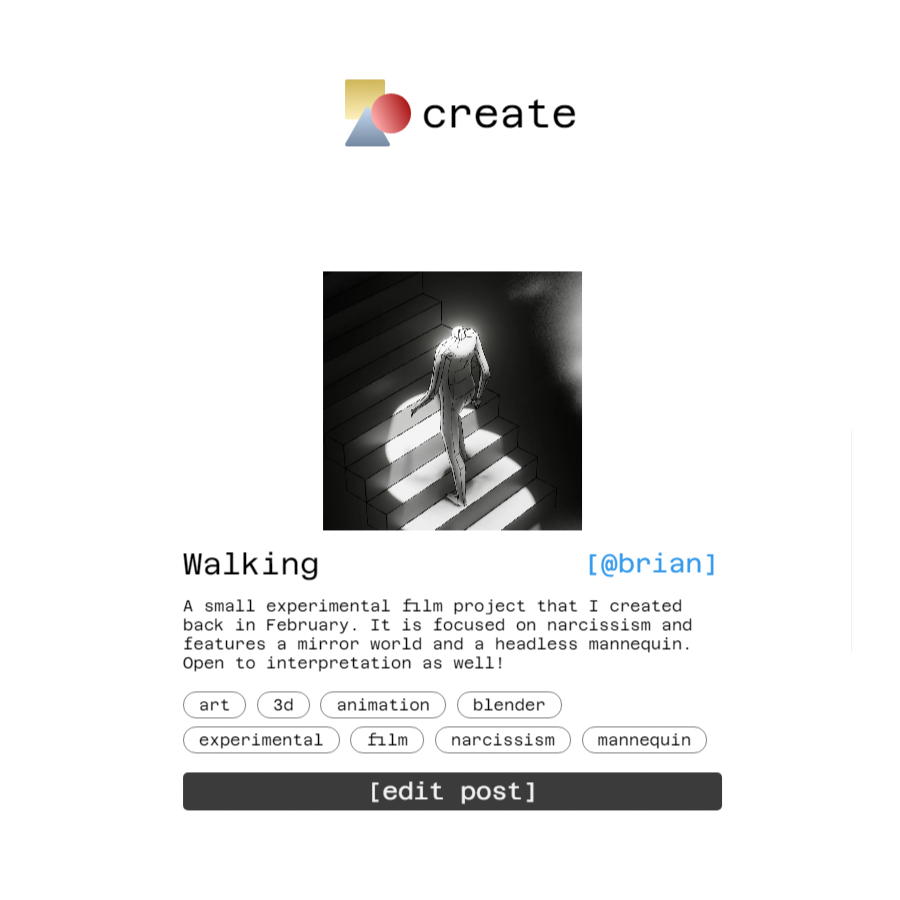 create
Walking
[@brian]
A small experimental film project that I created
back in February. It is focused on narcissism and
features a mirror world and a headless mannequin.
Open to interpretation as well!
art 3d animation blender
experimental film narcissism mannequin
[edit post]